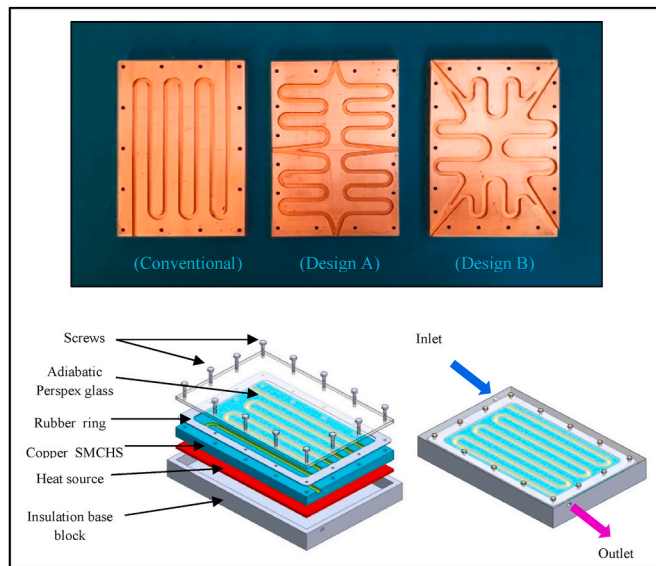 (Conventional)
(Design A)
(Design B)
Screws
Adiabatic
Perspex glass
Rubber ring
Copper SMCHS
Heat source
Insulation base
block
Inlet
Outlet